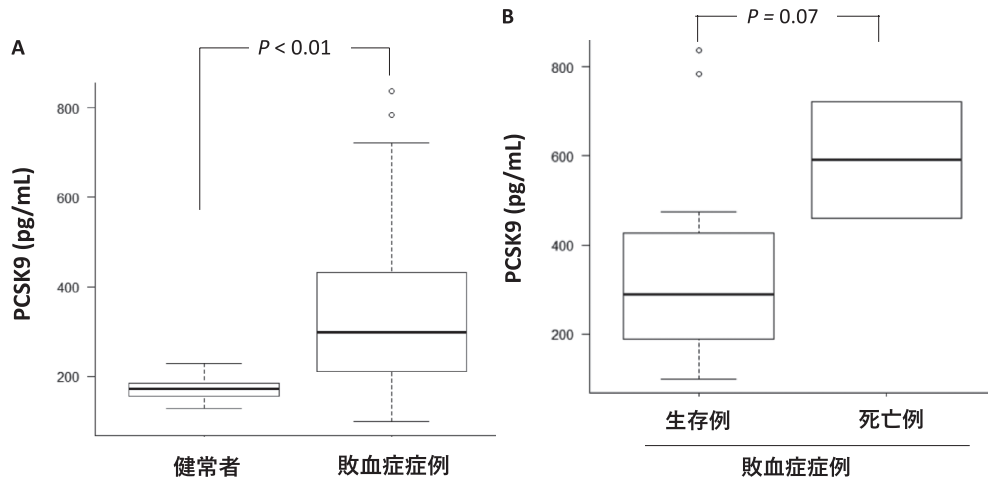 A
P < 0.01
PCSK9 (pg/mL)
800
600
400
200
健常者
敗血症症例
B
P = 0.07
PCSK9 (pg/mL)
800
600
400
200
生存例
死亡例
敗血症症例